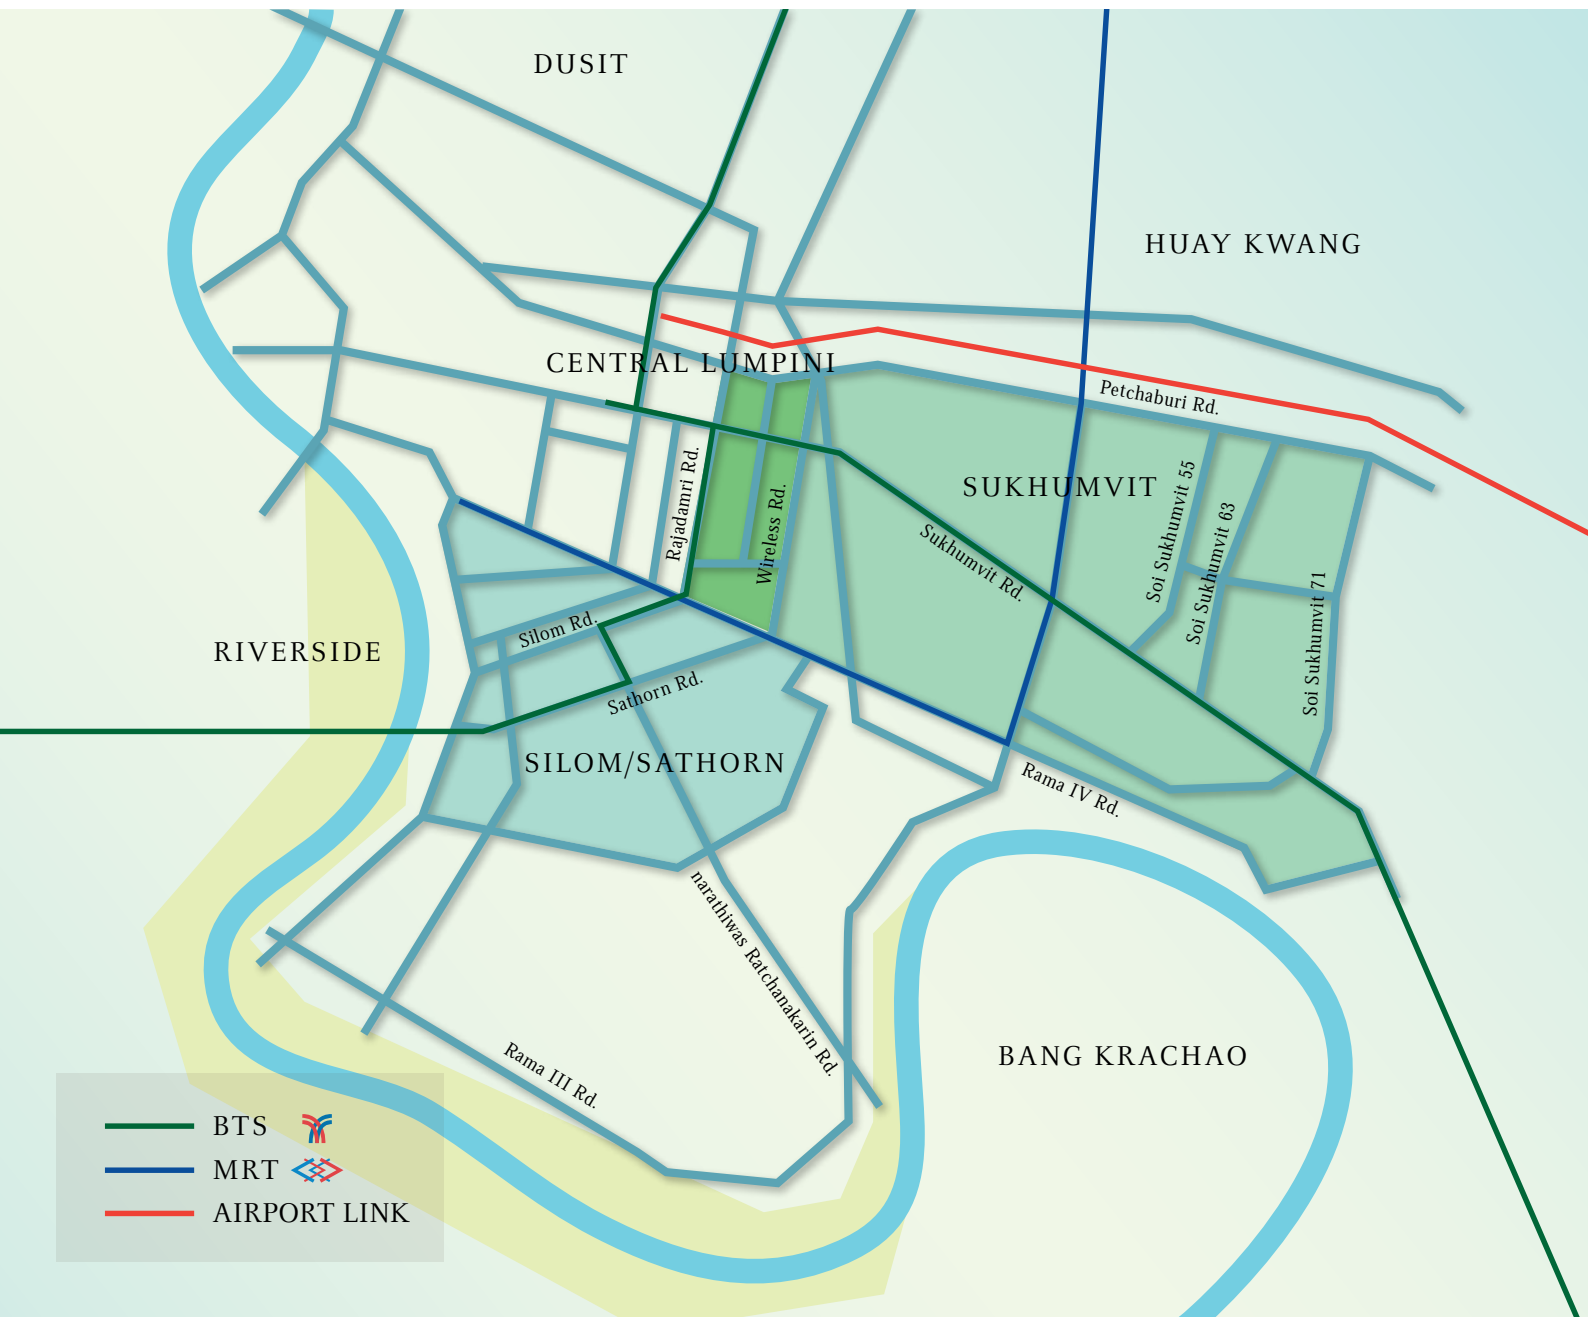 DUSIT
HUAY KWANG
CENTRAL LUMPINI
Petchaburi Rd.
Rajadamri Rd.
Wireless Rd.
SUKHUMVIT
Soi Sukhumvit 55
Soi Sukhumvit 63
Sukhumvit Rd.
Soi Sukhumvit 71
RIVERSIDE
Silom Rd.
Sathorn Rd.
SILOM/SATHORN
Rama IV Rd.
narathiwas Ratchanakarin Rd.
BANG KRACHAO
Rama III Rd.
BTS
MRT
AIRPORT LINK